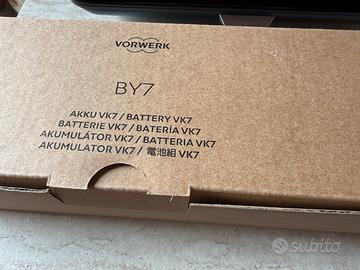 VORWERK
BY7
AKKU VK7 / BATTERY VK7
BATTERIE VK7 / BATERÍA VK7
AKUMULÁTOR VK7 / BATTERIA VK7
AKUMULATOR VK7 / 電池組 VK7
subito